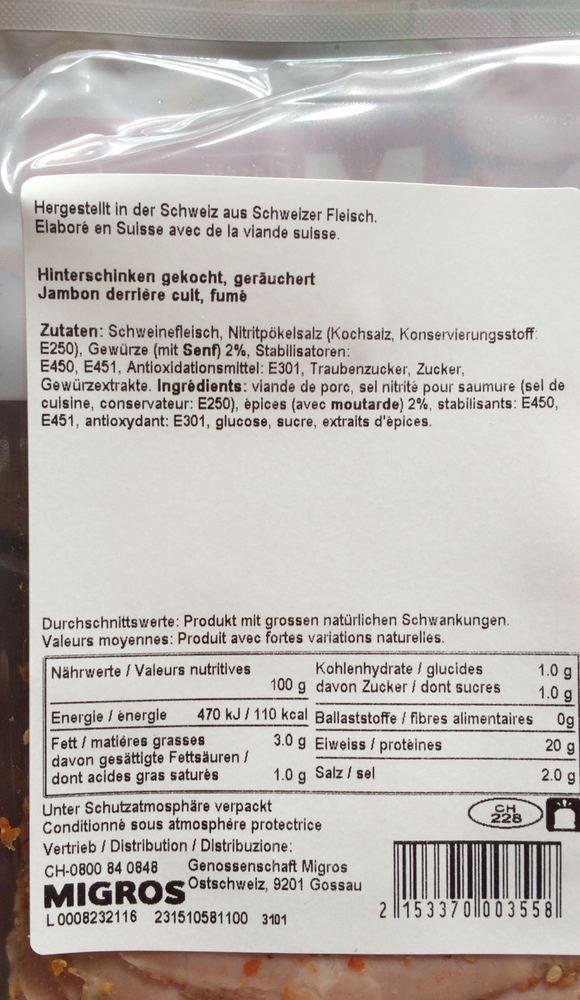 Hergestellt in der Schweiz aus Schweizer Fleisch.
Elaboré en Suisse avec de la viande suisse.
Hinterschinken gekocht, geräuchert
Jambon derrière cuit, fumé
Zutaten: Schweinefleisch, Nitritpökelsalz (Kochsalz, Konservierungsstoff:
E250), Gewürze (mit Senf) 2%, Stabilisatoren:
E450, E451, Antioxidationsmittel: E301, Traubenzucker, Zucker,
Gewürzextrakte. Ingrédients: viande de porc, sel nitrité pour saumure (sel de
cuisine, conservateur: E250), épices (avec moutarde) 2%, stabilisants: E450,
E451, antioxydant: E301, glucose, sucre, extraits d'épices.
Durchschnittswerte: Produkt mit grossen natürlichen Schwankungen.
Valeurs moyennes: Produit avec fortes variations naturelles.
Nährwerte / Valeurs nutritives
100 g
Energie / énergie 470 kJ / 110 kcal
Fett / matières grasses 3.0 g
davon gesättigte Fettsäuren /
dont acides gras saturés 1.0 g
Kohlenhydrate / glucides 1.0 g
davon Zucker / dont sucres 1.0 g
Ballaststoffe / fibres alimentaires 0g
Eiweiss / protéines 20 g
Salz / sel 2.0 g
Unter Schutzatmosphäre verpackt
Conditionné sous atmosphère protectrice
CH
228
Vertrieb / Distribution / Distribuzione:
CH-0800 84 0848 Genossenschaft Migros
MIGROS Ostschweiz, 9201 Gossau
L 0008232116 231510581100 3101
2 153370 003558